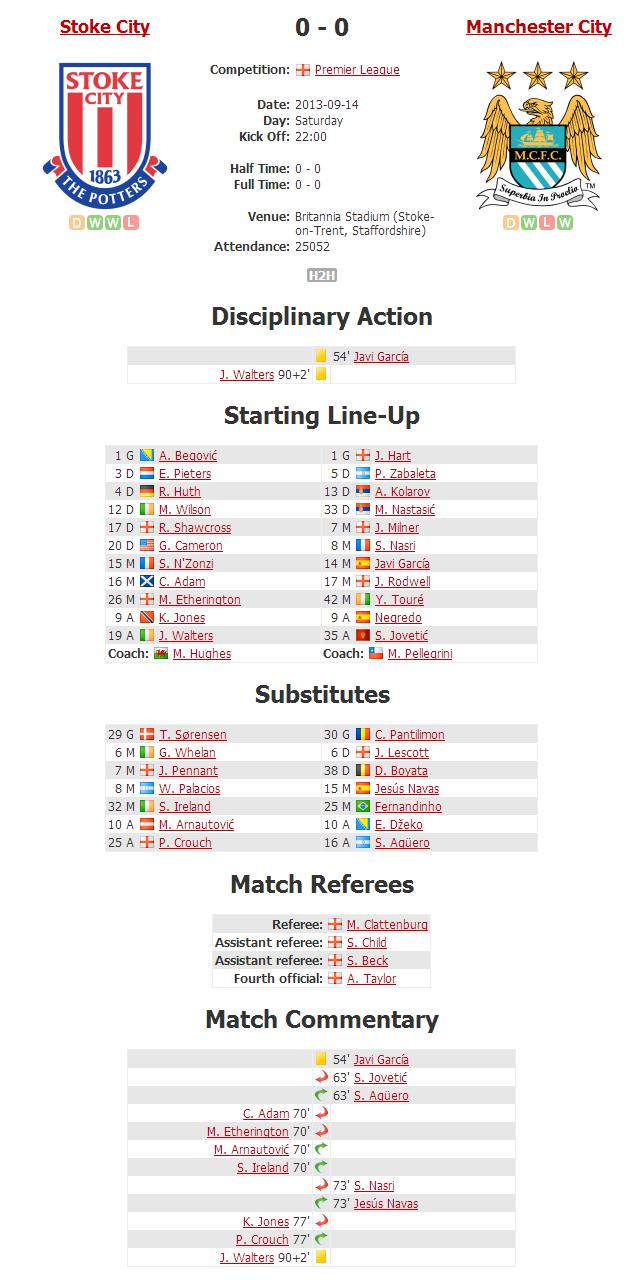 Stoke City 0 - 0 Manchester City
STOKE
CITY
1863
THE POTTERS
M.C.F.C.
Superbia In Proelio
TM
Competition: Premier League
Date: 2013-09-14
Day: Saturday
Kick Off: 22:00
Half Time: 0 - 0
Full Time: 0 - 0
Venue: Britannia Stadium (Stoke-
on-Trent, Staffordshire)
Attendance: 25052
D W W L
D W L W
H2H
Disciplinary Action
54' Javi García
J. Walters 90+2'
Starting Line-Up
1 G A. Begović 1 G J. Hart
3 D E. Pieters 5 D P. Zabaleta
4 D R. Huth 13 D A. Kolarov
12 D M. Wilson 33 D M. Nastasić
17 D R. Shawcross 7 M J. Milner
20 D G. Cameron 8 M S. Nasri
15 M S. N'Zonzi 14 M Javi García
16 M C. Adam 17 M J. Rodwell
26 M M. Etherington 42 M Y. Touré
9 A K. Jones 9 A Negredo
19 A J. Walters 35 A S. Jovetić
Coach: M. Hughes Coach: M. Pellegrini
Substitutes
29 G T. Sørensen 30 G C. Pantilimon
6 M G. Whelan 6 D J. Lescott
7 M J. Pennant 38 D D. Boyata
8 M W. Palacios 15 M Jesús Navas
32 M S. Ireland 25 M Fernandinho
10 A M. Arnautović 10 A E. Džeko
25 A P. Crouch 16 A S. Agüero
Match Referees
Referee: M. Clattenburg
Assistant referee: S. Child
Assistant referee: S. Beck
Fourth official: A. Taylor
Match Commentary
54' Javi García
63' S. Jovetić
63' S. Agüero
C. Adam 70'
M. Etherington 70'
M. Arnautović 70'
S. Ireland 70'
73' S. Nasri
73' Jesús Navas
K. Jones 77'
P. Crouch 77'
J. Walters 90+2'